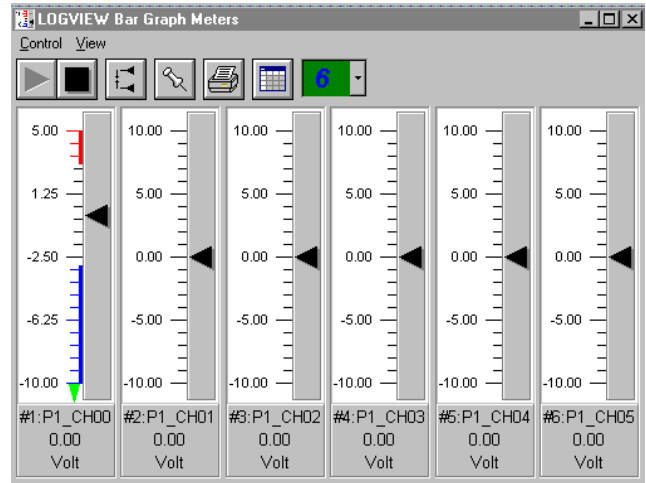 LOGVIEW Bar Graph Meters
Control View
6
5.00 10.00 10.00 10.00 10.00 10.00
1.25 5.00 5.00 5.00 5.00 5.00
-2.50 0.00 0.00 0.00 0.00 0.00
-6.25 -5.00 -5.00 -5.00 -5.00 -5.00
-10.00 -10.00 -10.00 -10.00 -10.00 -10.00
#1:P1_CH00 #2:P1_CH01 #3:P1_CH02 #4:P1_CH03 #5:P1_CH04 #6:P1_CH05
0.00 0.00 0.00 0.00 0.00 0.00
Volt Volt Volt Volt Volt Volt